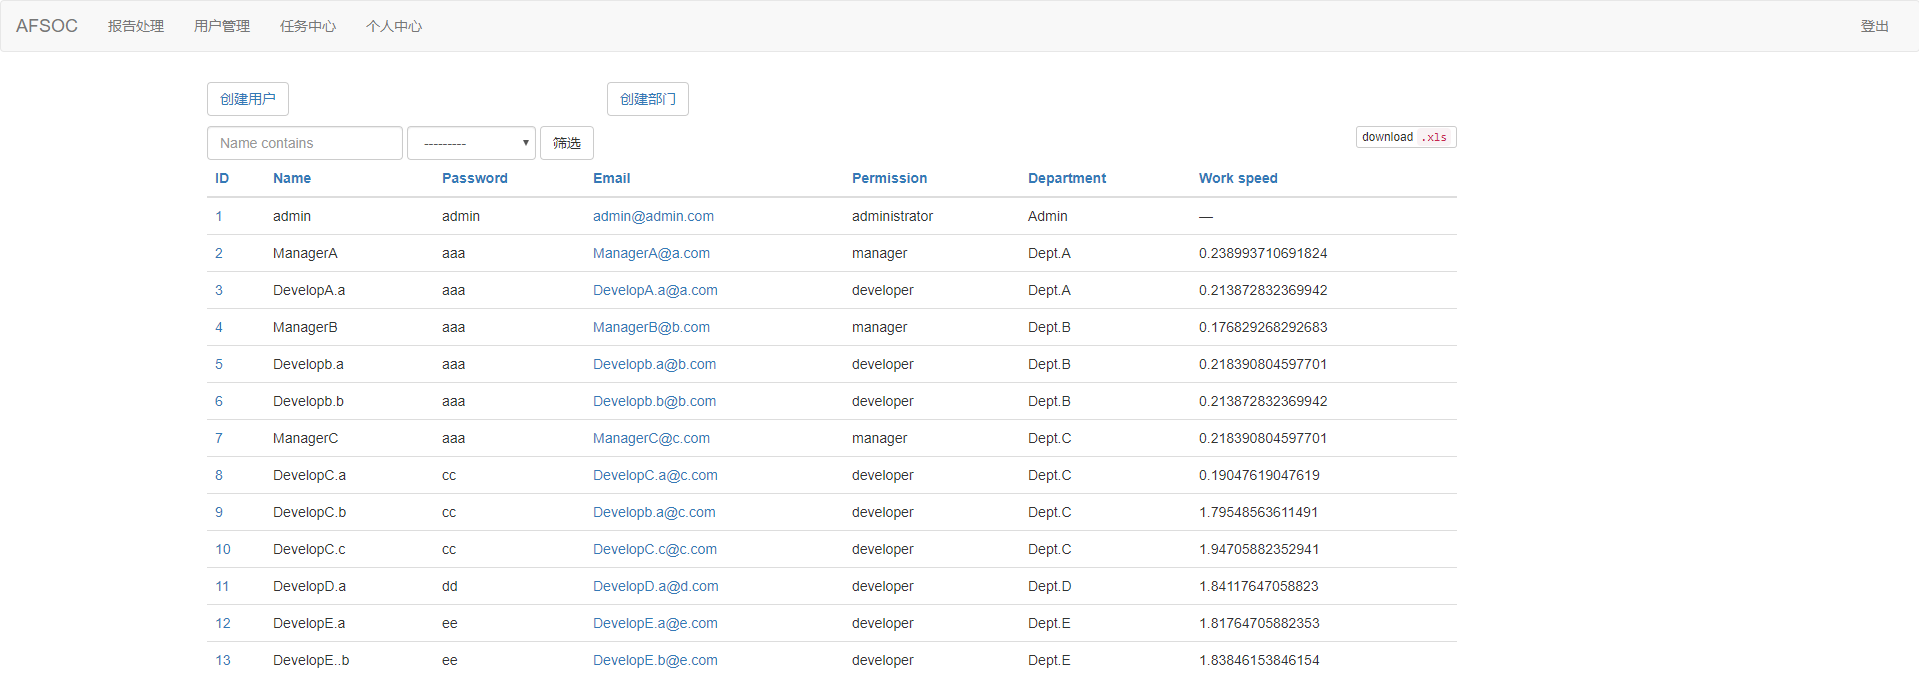 AFSOC 报告处理 用户管理 任务中心 个人中心 登出
创建用户 创建部门
Name contains --------- 筛选 download .xls
ID Name Password Email Permission Department Work speed
1 admin admin admin@admin.com administrator Admin —
2 ManagerA aaa ManagerA@a.com manager Dept.A 0.238993710691824
3 DevelopA.a aaa DevelopA.a@a.com developer Dept.A 0.213872832369942
4 ManagerB aaa ManagerB@b.com manager Dept.B 0.176829268292683
5 Developb.a aaa Developb.a@b.com developer Dept.B 0.218390804597701
6 Developb.b aaa Developb.b@b.com developer Dept.B 0.213872832369942
7 ManagerC aaa ManagerC@c.com manager Dept.C 0.218390804597701
8 DevelopC.a cc DevelopC.a@c.com developer Dept.C 0.19047619047619
9 DevelopC.b cc Developb.a@c.com developer Dept.C 1.79548563611491
10 DevelopC.c cc DevelopC.c@c.com developer Dept.C 1.94705882352941
11 DevelopD.a dd DevelopD.a@d.com developer Dept.D 1.84117647058823
12 DevelopE.a ee DevelopE.a@e.com developer Dept.E 1.81764705882353
13 DevelopE..b ee DevelopE.b@e.com developer Dept.E 1.83846153846154